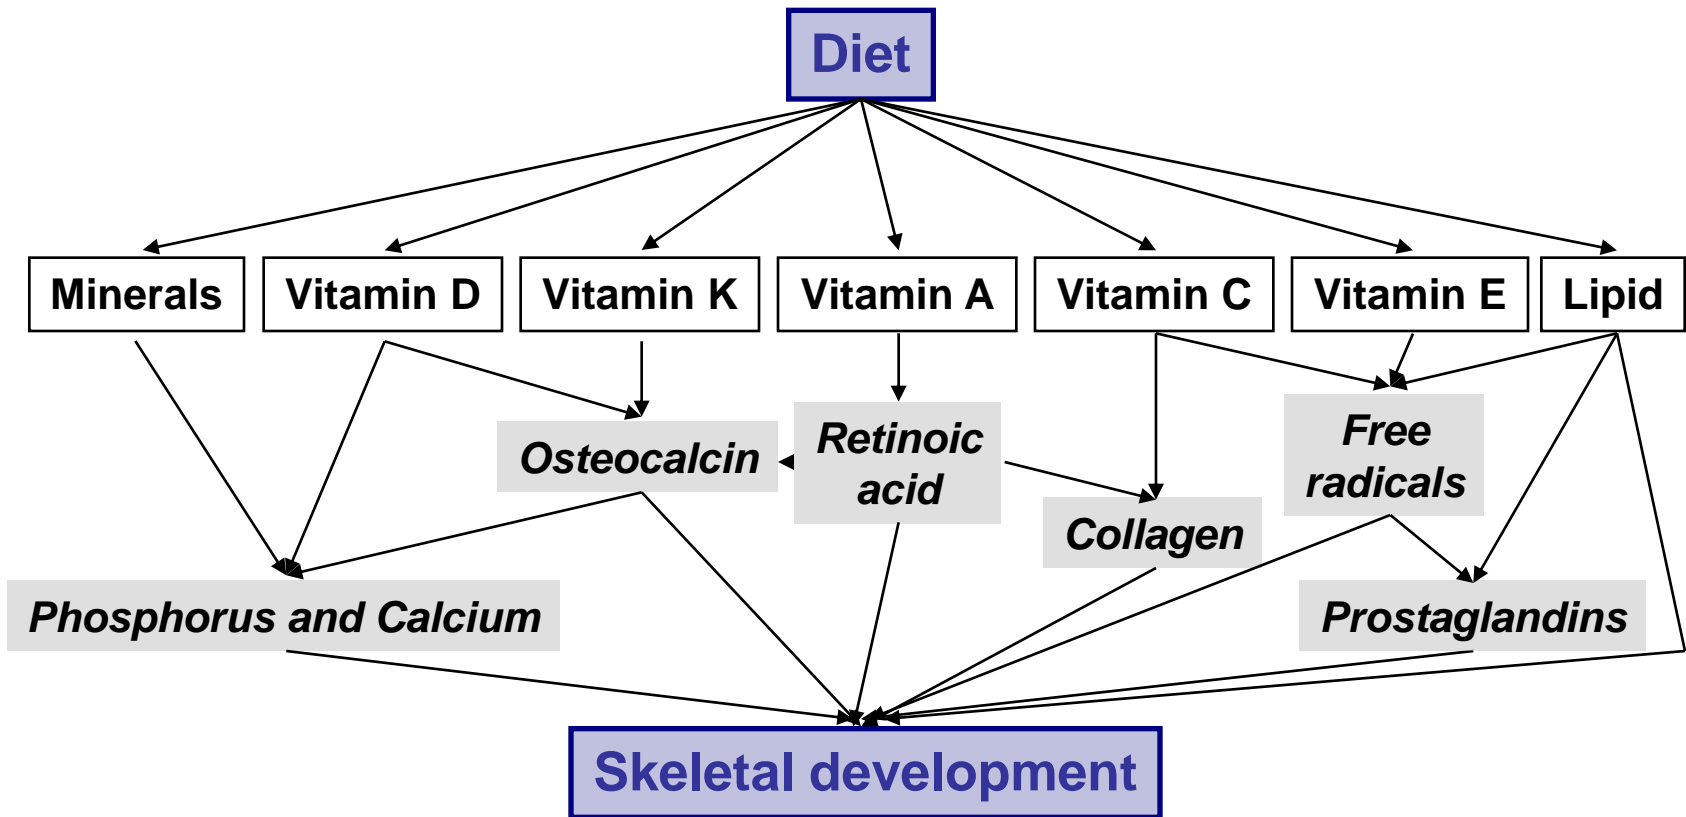 Diet
Minerals
Vitamin D
Vitamin K
Vitamin A
Vitamin C
Vitamin E
Lipid
Osteocalcin
Retinoic
acid
Collagen
Free
radicals
Phosphorus and Calcium
Prostaglandins
Skeletal development